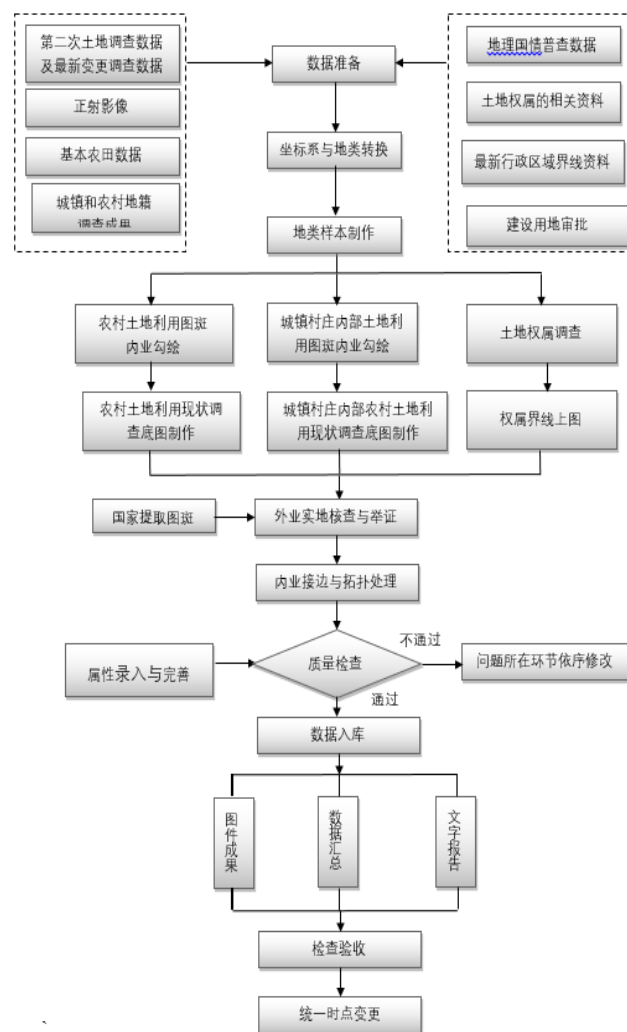 第二次土地调查数据
及最新变更调查数据
正射影像
基本农田数据
城镇和农村地籍
调查成果
数据准备
地理国情普查数据
土地权属的相关资料
最新行政区域界线资料
建设用地审批
坐标系与地类转换
地类样本制作
农村土地利用图斑
内业勾绘
城镇村庄内部土地利
用图斑内业勾绘
土地权属调查
农村土地利用现状调
查底图制作
城镇村庄内部农村土地利
用现状调查底图制作
权属界线上图
国家提取图斑
外业实地核查与举证
内业接边与拓扑处理
属性录入与完善
质量检查
不通过
问题所在环节依序修改
通过
数据入库
图件成果
数据汇总
文字报告
检查验收
统一时点变更
、